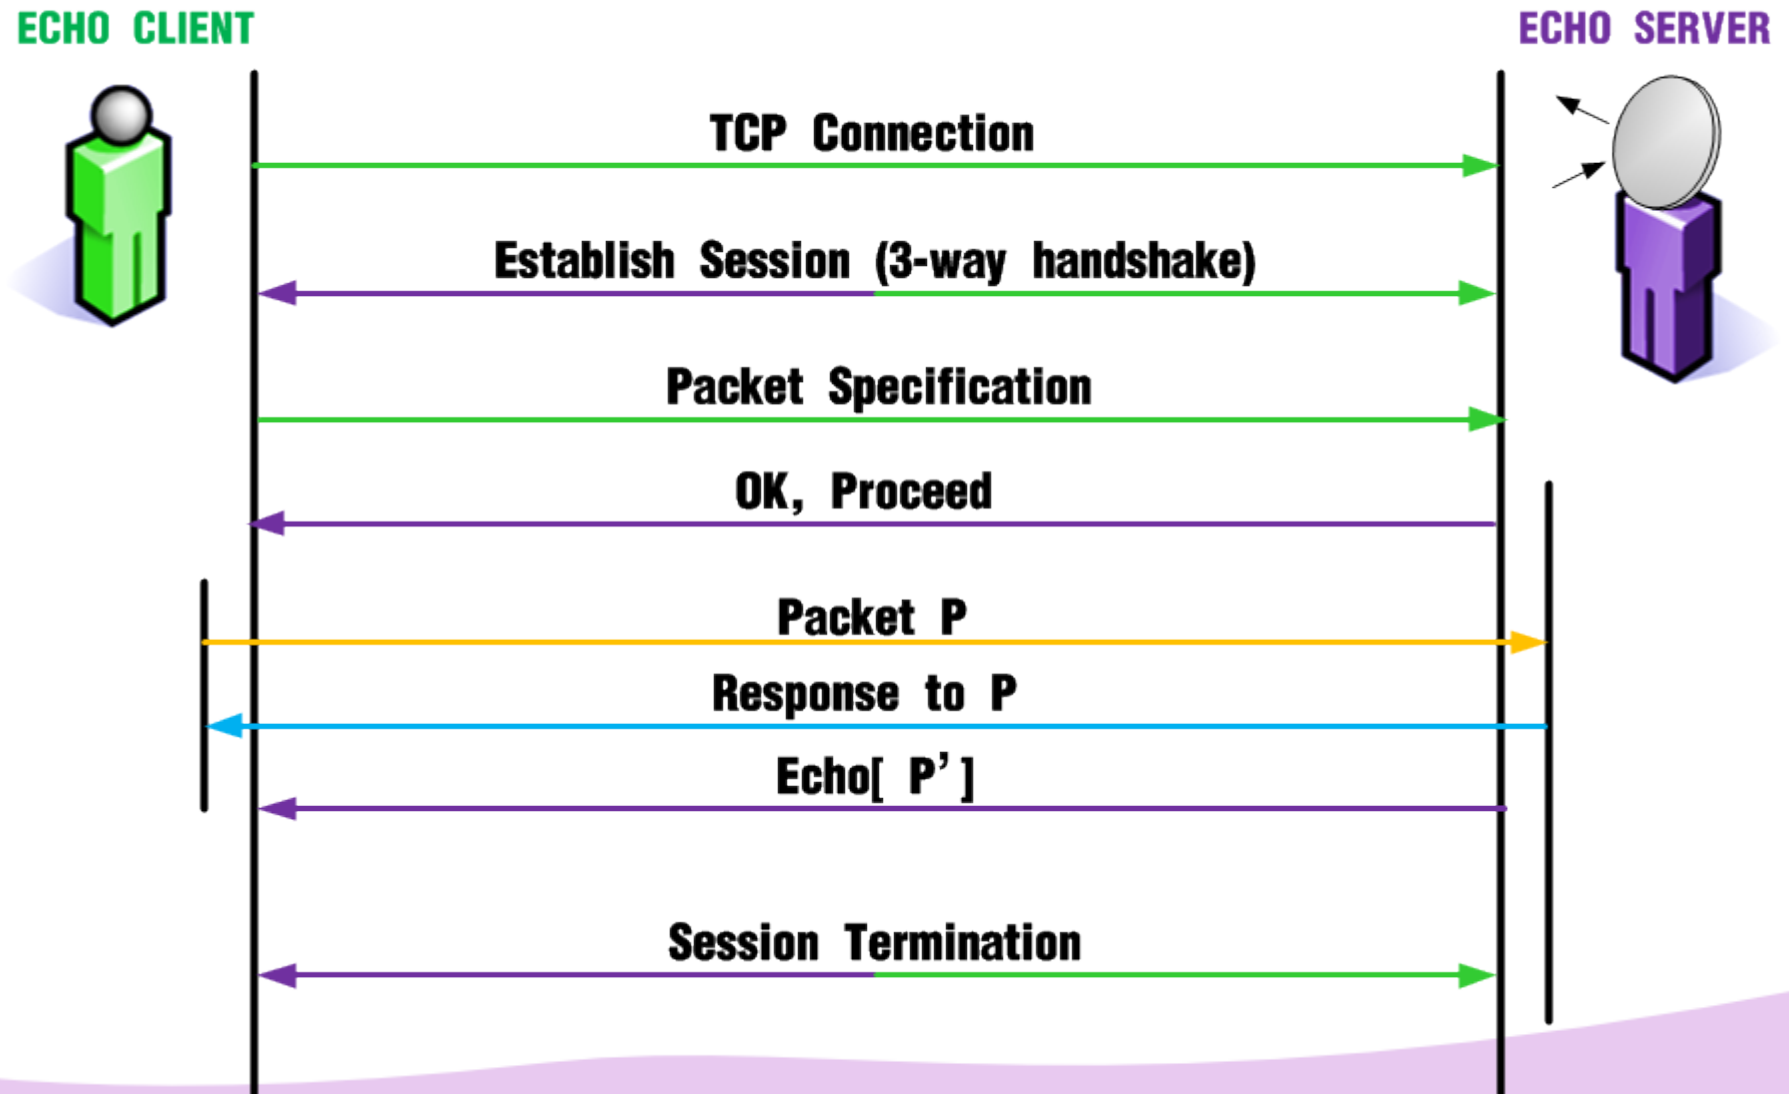 ECHO CLIENT
ECHO SERVER
TCP Connection
Establish Session (3-way handshake)
Packet Specification
OK, Proceed
Packet P
Response to P
Echo[ P’ ]
Session Termination